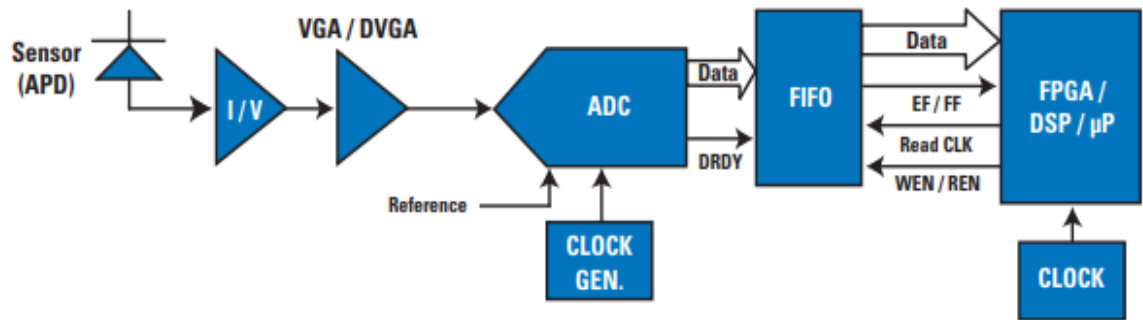 Sensor
(APD)
I / V
VGA / DVGA
ADC
Reference
CLOCK
GEN.
Data
DRDY
FIFO
Data
EF / FF
Read CLK
WEN / REN
FPGA /
DSP / µP
CLOCK